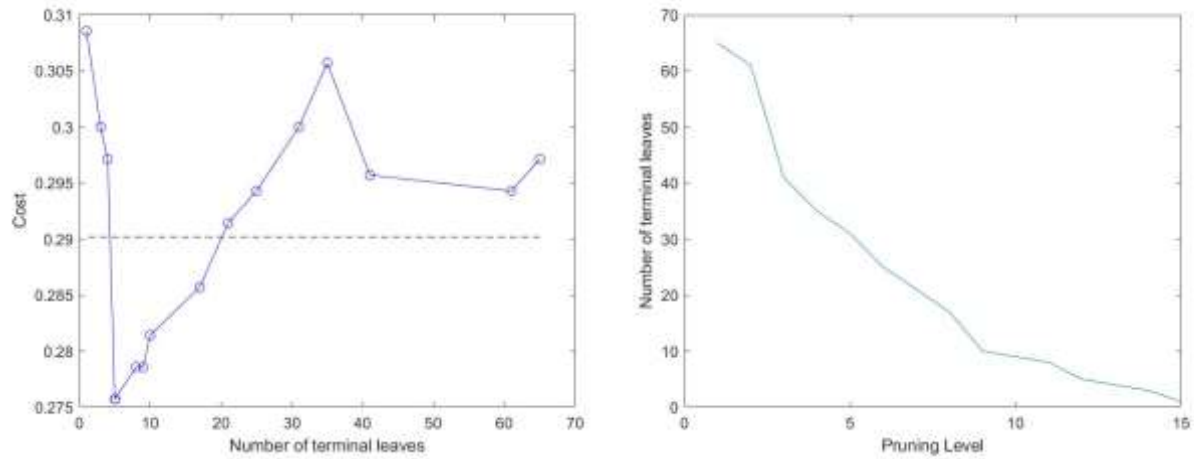 0.31
0.305
0.3
0.295
0.29
0.285
0.28
0.275
Cost
0 10 20 30 40 50 60 70
Number of terminal leaves
70
60
50
40
30
20
10
0
Number of terminal leaves
0 5 10 15
Pruning Level